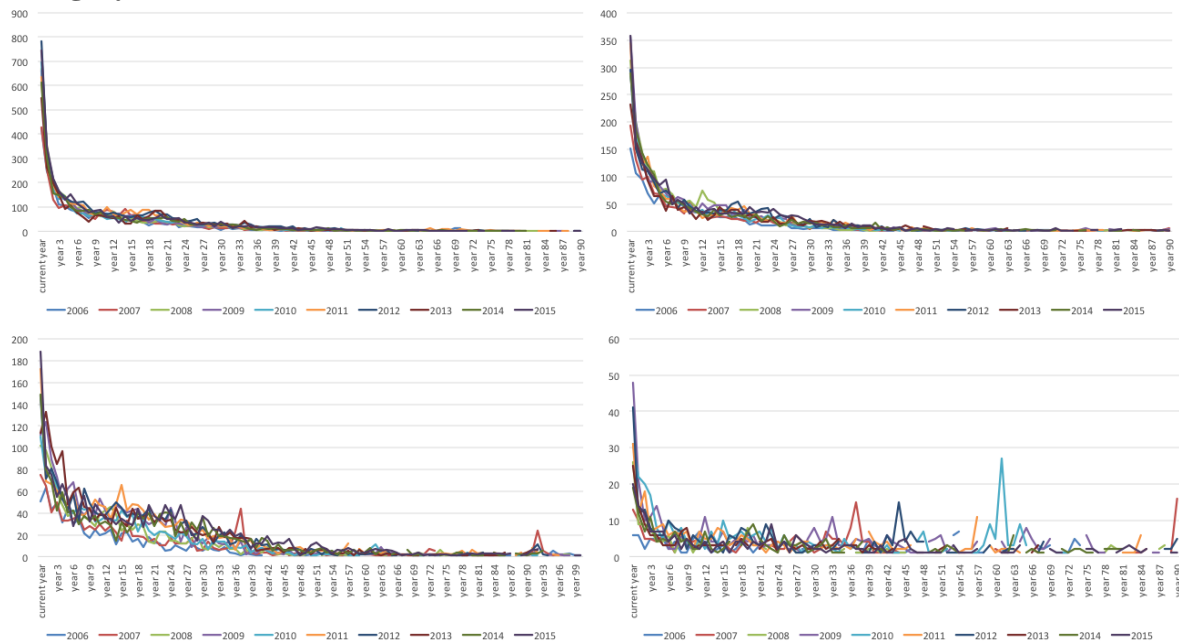 900
800
700
600
500
400
300
200
100
0
current year
year 3
year 6
year 9
year 12
year 15
year 18
year 21
year 24
year 27
year 30
year 33
year 36
year 39
year 42
year 45
year 48
year 51
year 54
year 57
year 60
year 63
year 66
year 69
year 72
year 75
year 78
year 81
year 84
year 87
year 90
2006 2007 2008 2009 2010 2011 2012 2013 2014 2015
400
350
300
250
200
150
100
50
0
current year
year 3
year 6
year 9
year 12
year 15
year 18
year 21
year 24
year 27
year 30
year 33
year 36
year 39
year 42
year 45
year 48
year 51
year 54
year 57
year 60
year 63
year 66
year 69
year 72
year 75
year 78
year 81
year 84
year 87
year 90
2006 2007 2008 2009 2010 2011 2012 2013 2014 2015
200
180
160
140
120
100
80
60
40
20
0
current year
year 3
year 6
year 9
year 12
year 15
year 18
year 21
year 24
year 27
year 30
year 33
year 36
year 39
year 42
year 45
year 48
year 51
year 54
year 57
year 60
year 63
year 66
year 69
year 72
year 75
year 78
year 81
year 84
year 87
year 90
year 93
year 96
year 99
2006 2007 2008 2009 2010 2011 2012 2013 2014 2015
60
50
40
30
20
10
0
current year
year 3
year 6
year 9
year 12
year 15
year 18
year 21
year 24
year 27
year 30
year 33
year 36
year 39
year 42
year 45
year 48
year 51
year 54
year 57
year 60
year 63
year 66
year 69
year 72
year 75
year 78
year 81
year 84
year 87
year 90
2006 2007 2008 2009 2010 2011 2012 2013 2014 2015